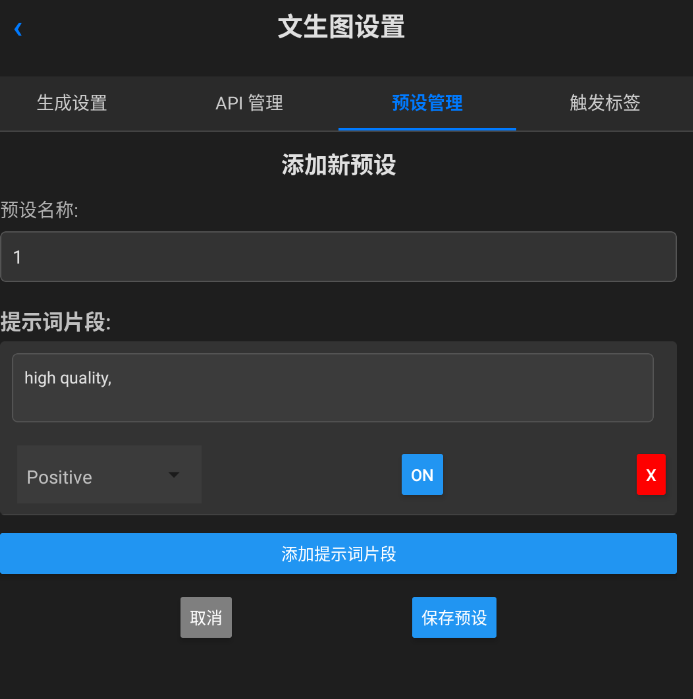 文生图设置
生成设置
API 管理
预设管理
触发标签
添加新预设
预设名称:
1
提示词片段:
high quality,
Positive
ON
X
添加提示词片段
取消
保存预设